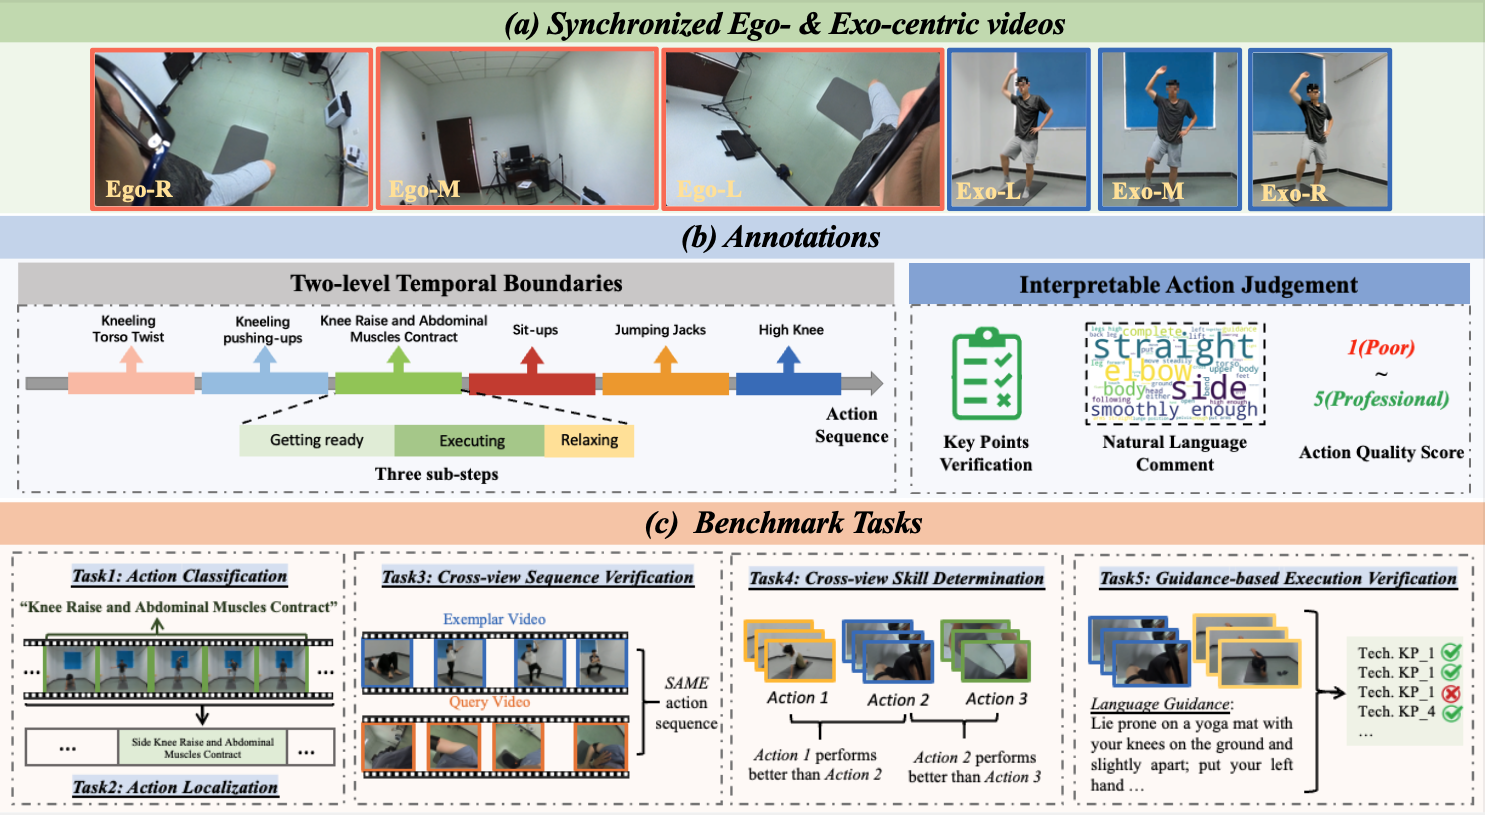 (a) Synchronized Ego- & Exo-centric videos
Ego-R
Ego-M
Ego-L
Exo-L
Exo-M
Exo-R
(b) Annotations
Two-level Temporal Boundaries
Kneeling
Torso Twist
Kneeling
pushing-ups
Knee Raise and Abdominal
Muscles Contract
Sit-ups
Jumping Jacks
High Knee
Action
Sequence
Getting ready
Executing
Relaxing
Three sub-steps
Interpretable Action Judgement
Key Points
Verification
complete
straight
elbow
upper body
body
side
head
either
following
high enough
smoothly enough
Natural Language
Comment
1(Poor)
~
5(Professional)
Action Quality Score
(c) Benchmark Tasks
Task1: Action Classification
“Knee Raise and Abdominal Muscles Contract”
...
...
...
Side Knee Raise and Abdominal
Muscles Contract
...
Task2: Action Localization
Task3: Cross-view Sequence Verification
Exemplar Video
Query Video
SAME
action
sequence
Task4: Cross-view Skill Determination
Action 1
Action 2
Action 3
Action 1 performs
better than Action 2
Action 2 performs
better than Action 3
Task5: Guidance-based Execution Verification
Language Guidance:
Lie prone on a yoga mat with
your knees on the ground and
slightly apart; put your left
hand ...
Tech. KP_1
Tech. KP_1
Tech. KP_1
Tech. KP_4
...